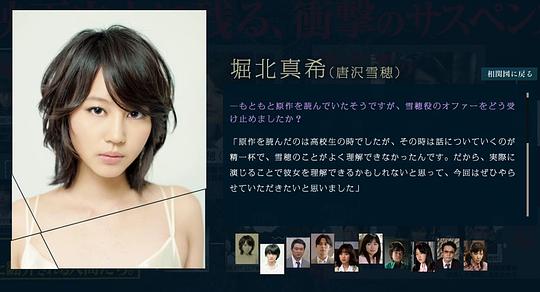 残る、衝撃のサスペン
堀北真希(唐沢雪穂)
相関図に戻る
―もともと原作を読んでいたそうですが、雪穂役のオファーをどう受
け止めましたか？
「原作を読んだのは高校生の時でしたが、その時は話についていくのが
精一杯で、雪穂のことがよく理解できなかったんです。だから、実際に
演じることで彼女を理解できるかもしれないと思って、今回はぜひやら
せていただきたいと思いました」
人間たち。